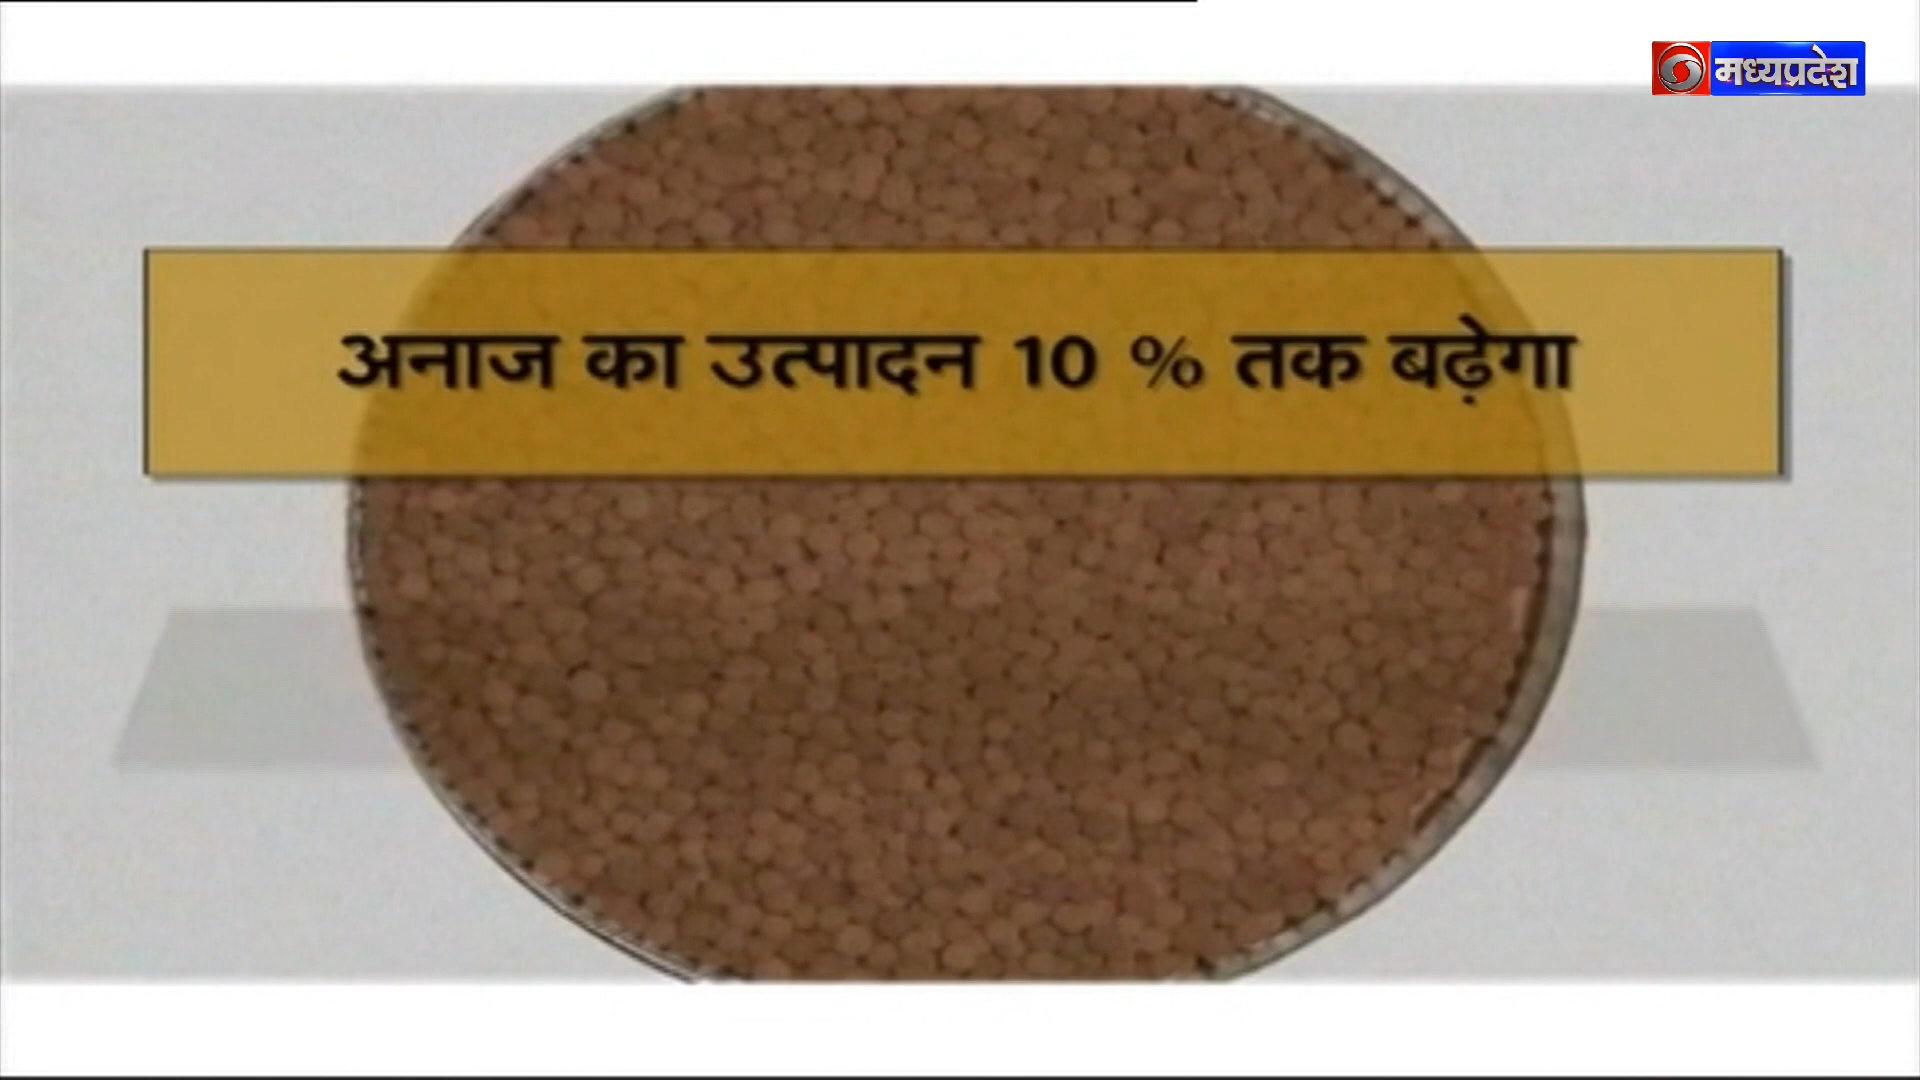 मध्यप्रदेश
अनाज का उत्पादन 10 % तक बढ़ेगा